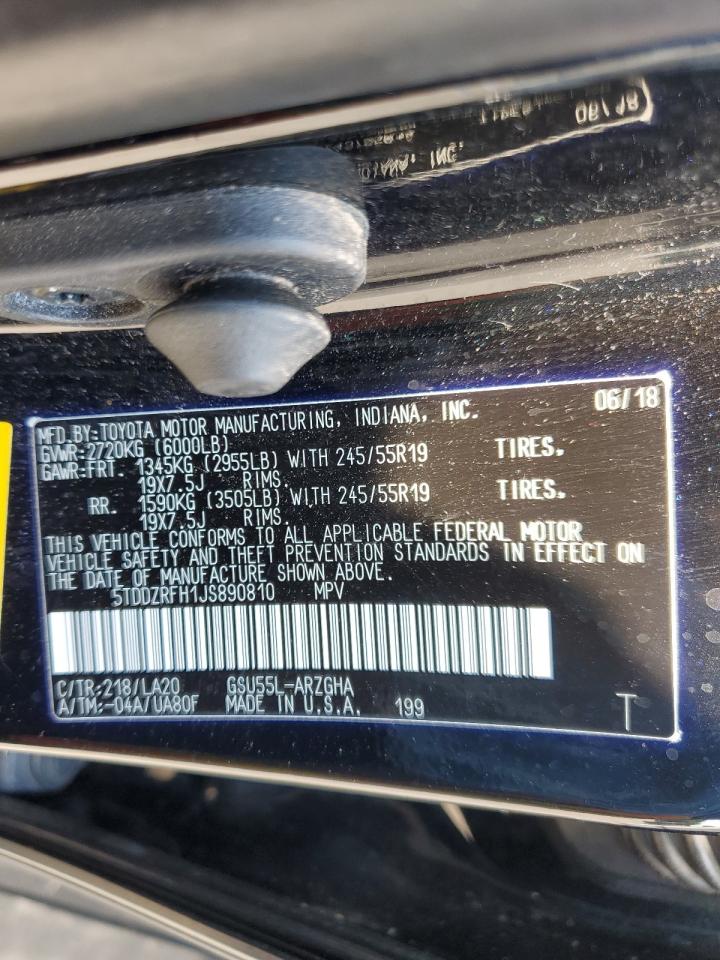 MFD.BY:TOYOTA MOTOR MANUFACTURING, INDIANA, INC. 06/18
GVWR:2720KG (6000LB)
GAWR:FRT. 1345KG (2955LB) WITH 245/55R19 TIRES.
19X7.5J RIMS.
RR. 1590KG (3505LB) WITH 245/55R19 TIRES.
19X7.5J RIMS.
THIS VEHICLE CONFORMS TO ALL APPLICABLE FEDERAL MOTOR
VEHICLE SAFETY AND THEFT PREVENTION STANDARDS IN EFFECT ON
THE DATE OF MANUFACTURE SHOWN ABOVE.
5TDDZRFH1JS890810 MPV
C/TR:218/LA20 GSU55L-ARZGHA
A/TM:-04A/UA80F MADE IN U.S.A. 199 T